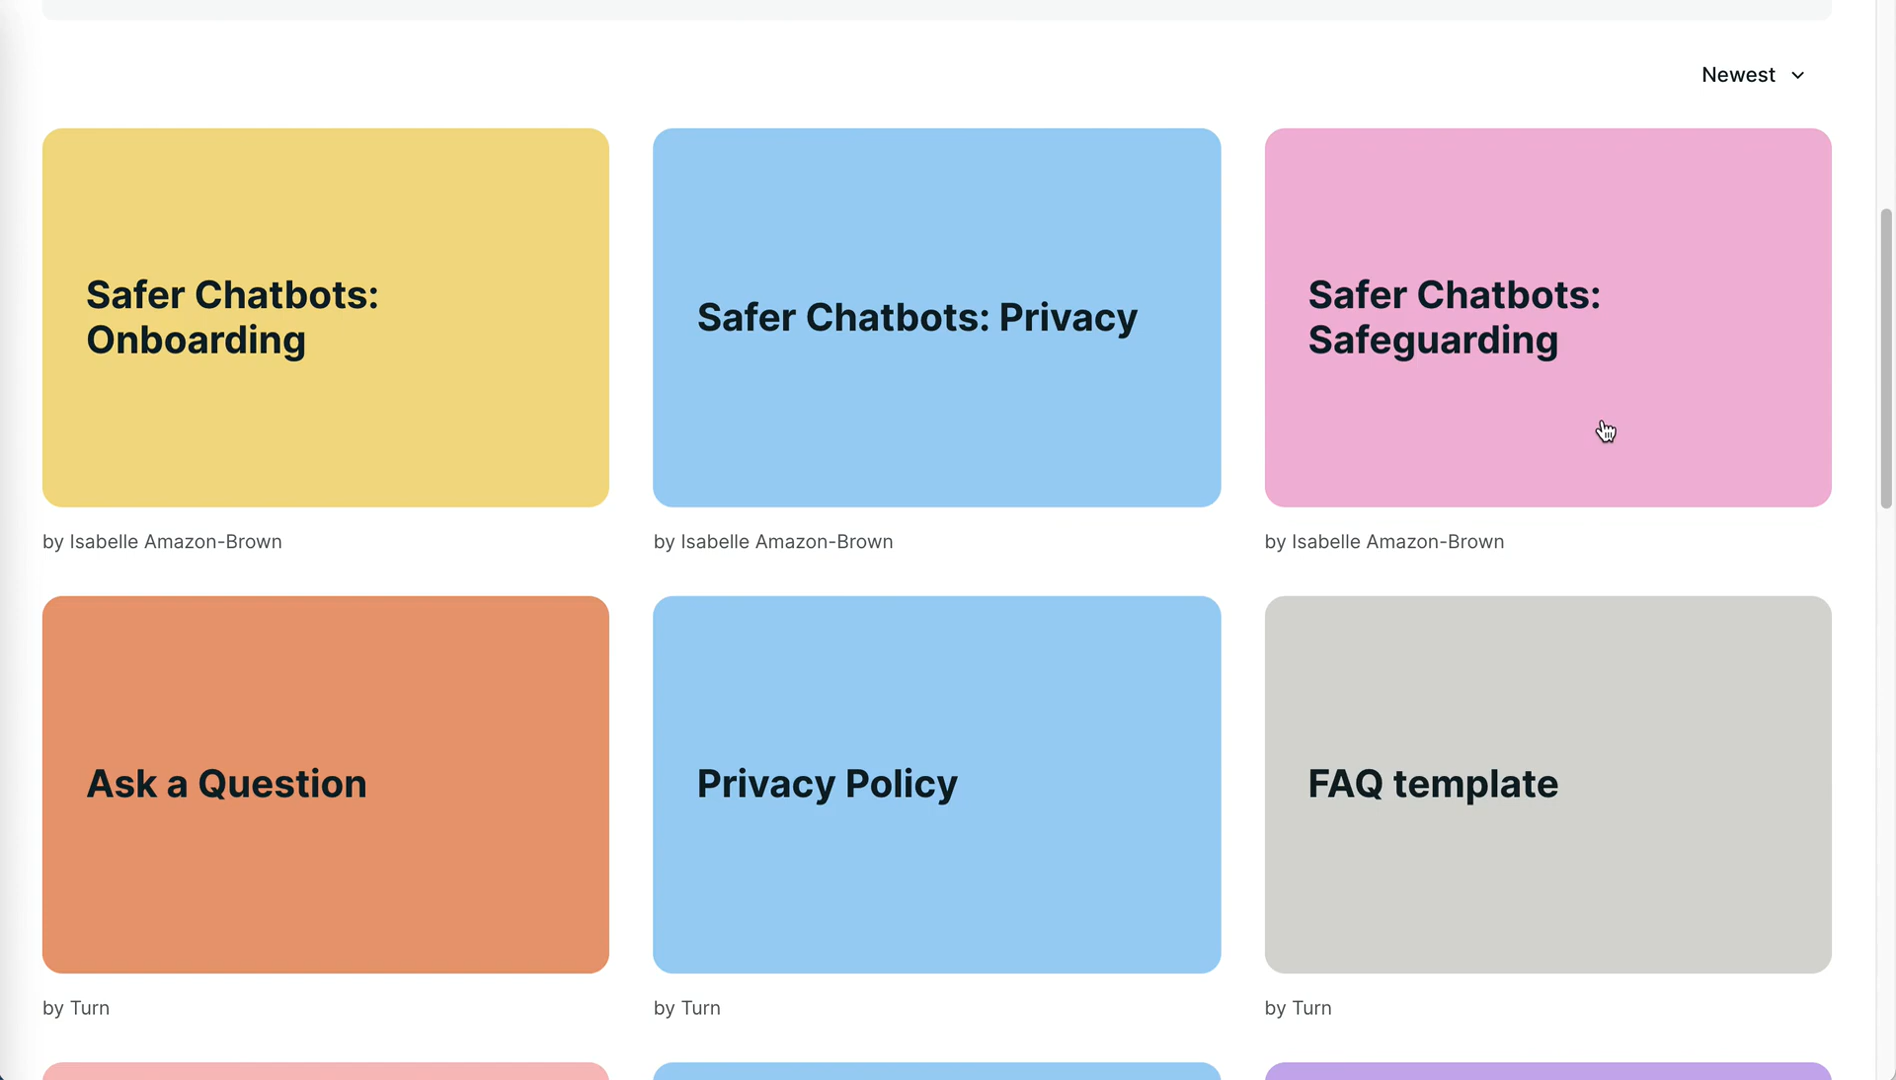 Newest
Safer Chatbots:
Onboarding
Safer Chatbots: Privacy
Safer Chatbots:
Safeguarding
by Isabelle Amazon-Brown
by Isabelle Amazon-Brown
by Isabelle Amazon-Brown
Ask a Question
Privacy Policy
FAQ template
by Turn
by Turn
by Turn